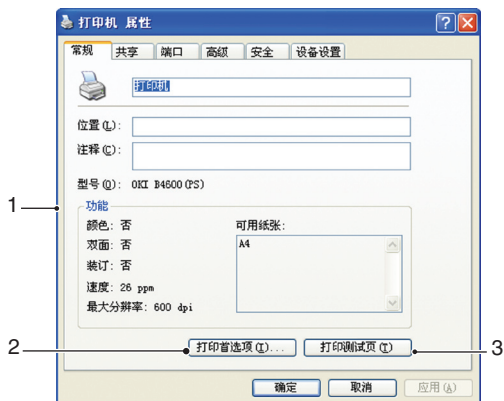 打印机 属性
常规 共享 端口 高级 安全 设备设置
打印机
位置(L):
注释(C):
型号(O): OKI B4600(PS)
1
功能
颜色: 否
可用纸张:
双面: 否
A4
装订: 否
速度: 26 ppm
最大分辨率: 600 dpi
2
打印首选项(I)... 打印测试页(T)
3
确定 取消 应用(A)